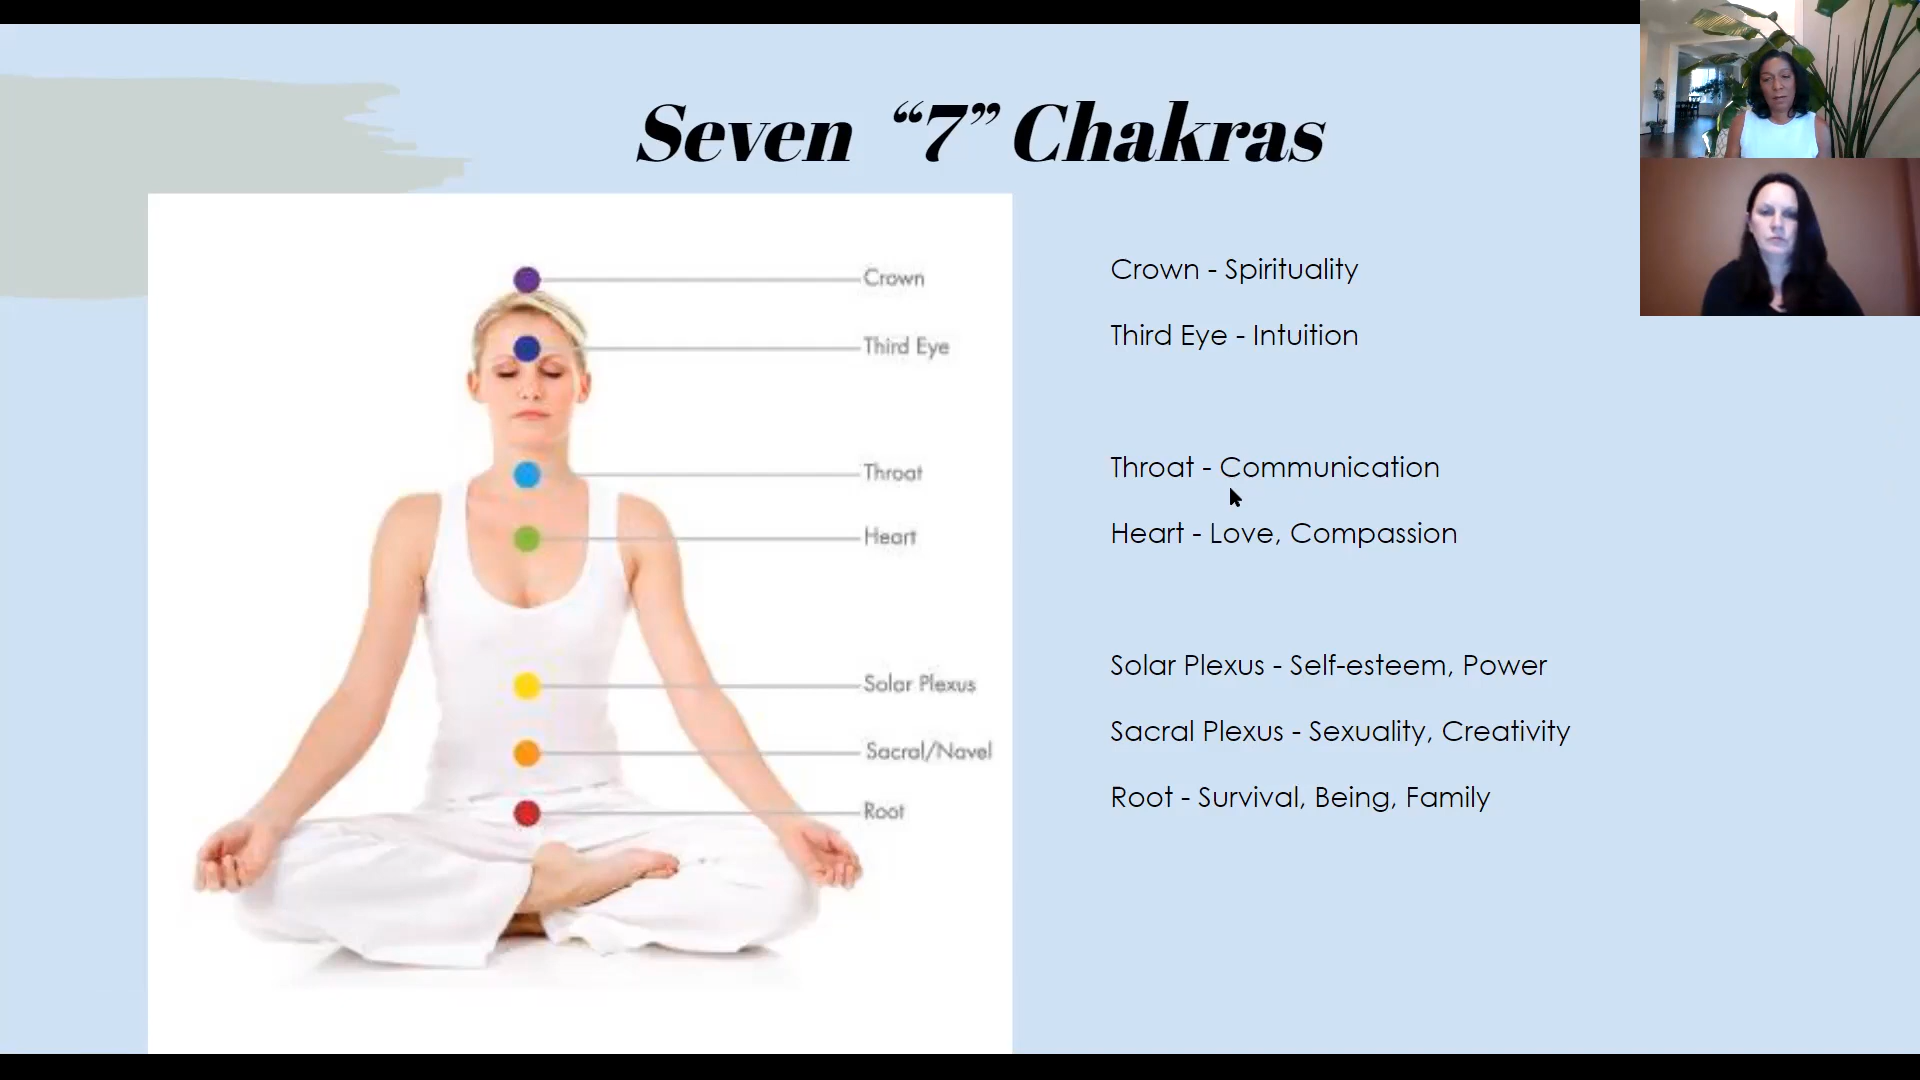 Seven “7” Chakras
Crown
Third Eye
Throat
Heart
Solar Plexus
Sacral/Navel
Root
Crown - Spirituality
Third Eye - Intuition
Throat - Communication
Heart - Love, Compassion
Solar Plexus - Self-esteem, Power
Sacral Plexus - Sexuality, Creativity
Root - Survival, Being, Family